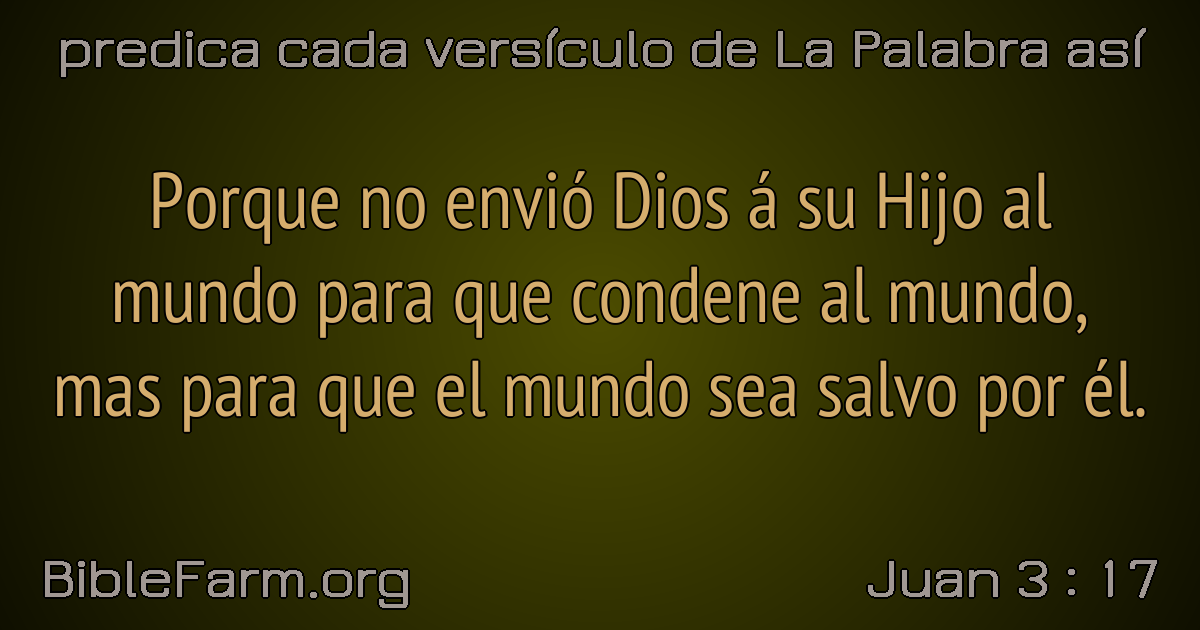 predica cada versículo de La Palabra así
Porque no envió Dios á su Hijo al
mundo para que condene al mundo,
mas para que el mundo sea salvo por él.
BibleFarm.org
Juan 3 : 17